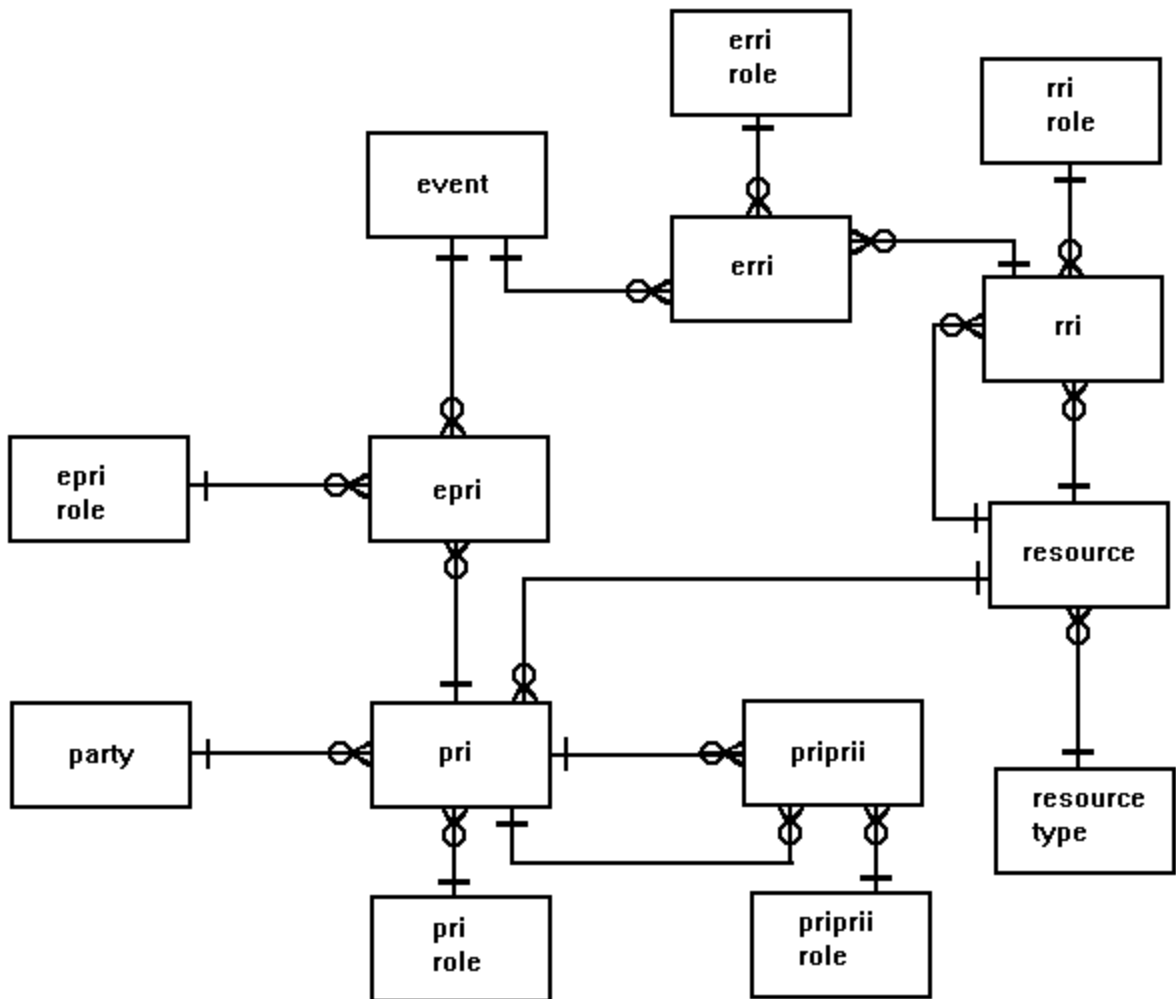 erri
role
rri
role
event
erri
rri
epri
role
epri
resource
party
pri
priprii
resource
type
pri
role
priprii
role